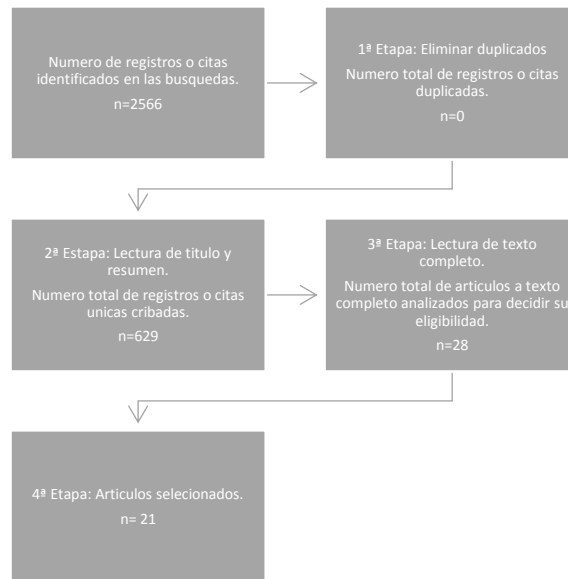 Numero de registros o citas
identificados en las busquedas.
n=2566
1ª Etapa: Eliminar duplicados
Numero total de registros o citas
duplicadas.
n=0
2ª Estapa: Lectura de titulo y
resumen.
Numero total de registros o citas
unicas cribadas.
n=629
3ª Etapa: Lectura de texto
completo.
Numero total de articulos a texto
completo analizados para decidir su
eligibilidad.
n=28
4ª Etapa: Articulos selecionados.
n= 21